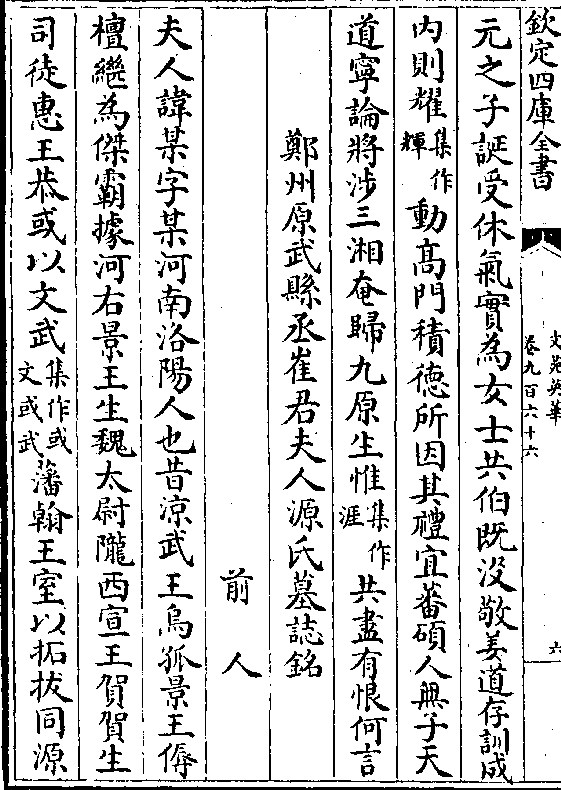 欽定四庫全書
文苑英華
卷九百六十六
六
元之子誕受休氣實為女士共伯既沒敬姜道存訓成
内則耀集作輝動髙門積德所因其禮宜蕃碩人無子天
道寧論將涉三湘奄歸九原生惟集作涯共盡有恨何言
鄭州原武縣丞崔君夫人源氏墓誌銘
前人
夫人諱某字某河南洛陽人也昔涼武王烏孤景王傉
檀繼為傑霸據河右景王生魏太尉隴西宣王賀賀生
司徒惠王恭或以文武集作或文或武藩翰王室以拓拔同源